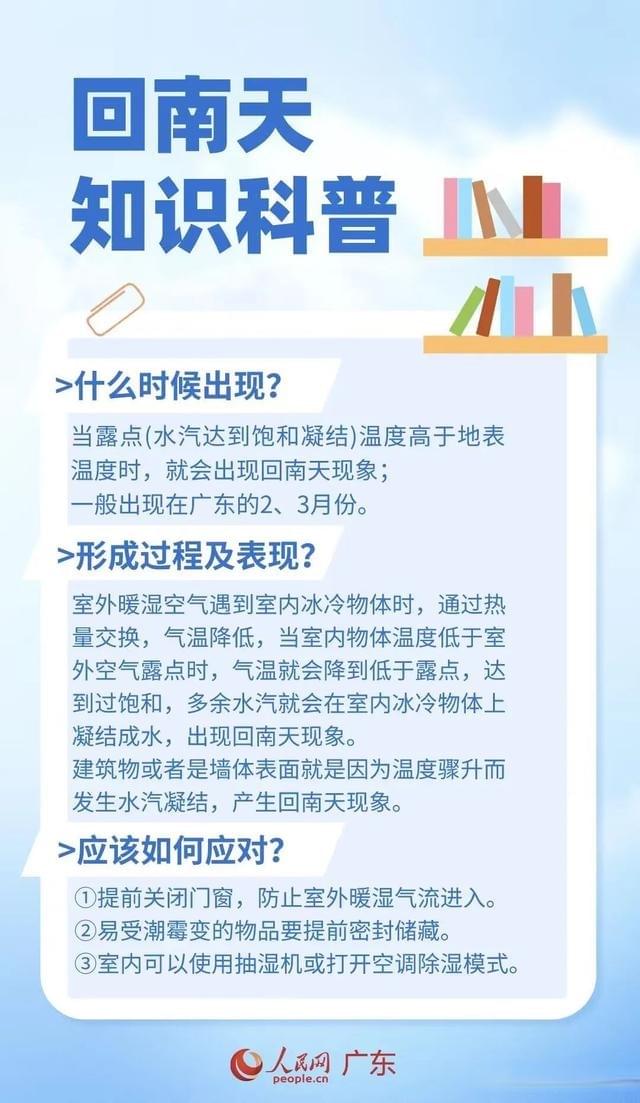 回南天
知识科普
>什么时候出现？
当露点(水汽达到饱和凝结)温度高于地表
温度时，就会出现回南天现象；
一般出现在广东的2、3月份。
>形成过程及表现？
室外暖湿空气遇到室内冰冷物体时，通过热
量交换，气温降低，当室内物体温度低于室
外空气露点时，气温就会降到低于露点，达
到过饱和，多余水汽就会在室内冰冷物体上
凝结成水，出现回南天现象。
建筑物或者是墙体表面就是因为温度骤升而
发生水汽凝结，产生回南天现象。
>应该如何应对？
①提前关闭门窗，防止室外暖湿气流进入。
②易受潮霉变的物品要提前密封储藏。
③室内可以使用抽湿机或打开空调除湿模式。
人民网 广东
people.cn